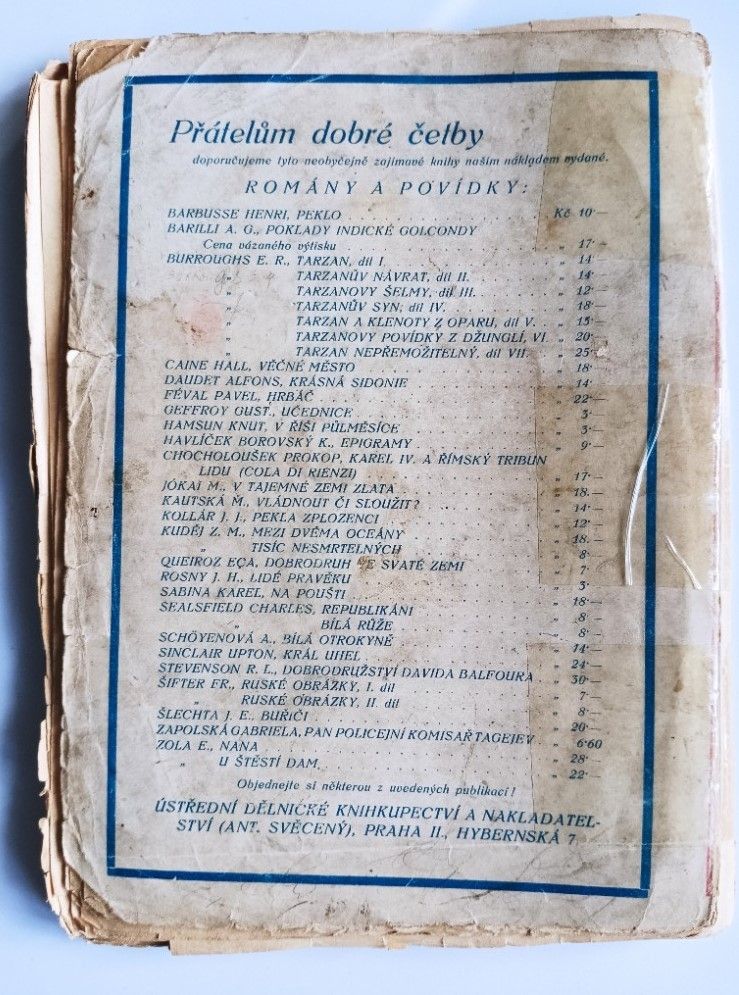 Přátelům dobré četby
doporučujeme tyto neobyčejně zajímavé knihy naším nákladem vydané.
ROMÁNY A POVÍDKY:
BARBUSSE HENRI, PEKLO . . . Kč 10·—
BARILLI A. G., POKLADY INDICKÉ GOLCONDY
Cena vázaného výtisku . . . „ 17·—
BURROUGHS E. R., TARZAN, díl I. . . . „ 14·—
„ TARZANŮV NÁVRAT, díl II. . . . „ 14·—
„ TARZANOVY ŠELMY, díl III. . . . „ 12·—
„ TARZANŮV SYN, díl IV. . . . „ 18·—
„ TARZAN A KLENOTY Z OPARU, díl V. . . . „ 15·—
„ TARZANOVY POVÍDKY Z DŽUNGLÍ, VI. „ 20·—
„ TARZAN NEPŘEMOŽITELNÝ, díl VII. . . . „ 25·—
CAINE HALL, VĚČNÉ MĚSTO . . . „ 18·—
DAUDET ALFONS, KRÁSNÁ SIDONIE . . . „ 14·—
FÉVAL PAVEL, HRBÁČ . . . „ 22·—
GEFFROY GUST., UČEDNICE . . . „ 3·—
HAMSUN KNUT, V ŘÍŠI PŮLMĚSÍCE . . . „ 3·—
HAVLÍČEK BOROVSKÝ K., EPIGRAMY . . . „ 9·—
CHOCHOLOUŠEK PROKOP, KAREL IV. A ŘÍMSKÝ TRIBUN
LIDU (COLA DI RIENZI) . . . „ 17·—
JÓKAI M., V TAJEMNÉ ZEMI ZLATA . . . „ 18·—
KAUTSKÁ M., VLÁDNOUT ČI SLOUŽIT? . . . „ 14·—
KOLLÁR J. J., PEKLA ZPLOZENCI . . . „ 12·—
KUDĚJ Z. M., MEZI DVĚMA OCEÁNY . . . „ 18·—
„ TISÍC NESMRTELNÝCH . . . „ 8·—
QUEIROZ EÇA, DOBRODRUH VE SVATÉ ZEMI . . . „ 7·—
ROSNY J. H., LIDÉ PRAVĚKU . . . „ 3·—
SABINA KAREL, NA POUŠTI . . . „ 18·—
SEALSFIELD CHARLES, REPUBLIKÁNI . . . „ 8·—
„ BÍLÁ RŮŽE . . . „ 8·—
SCHÖYENOVÁ A., BÍLÁ OTROKYNĚ . . . „ 14·—
SINCLAIR UPTON, KRÁL UHEL . . . „ 24·—
STEVENSON R. L., DOBRODRUŽSTVÍ DAVIDA BALFOURA „ 30·—
ŠIFTER FR., RUSKÉ OBRÁZKY, I. díl . . . „ 7·—
„ RUSKÉ OBRÁZKY, II. díl . . . „ 8·—
ŠLECHTA J. E., BUŘIČI . . . „ 20·—
ZAPOLSKÁ GABRIELA, PAN POLICEJNÍ KOMISAŘ TAGEJEV „ 6·60
ZOLA E., NANA . . . „ 28·—
„ U ŠTĚSTÍ DAM . . . „ 22·—
Objednejte si některou z uvedených publikací!
ÚSTŘEDNÍ DĚLNICKÉ KNIHKUPECTVÍ A NAKLADATEL-
STVÍ (ANT. SVĚCENÝ), PRAHA II., HYBERNSKÁ 7